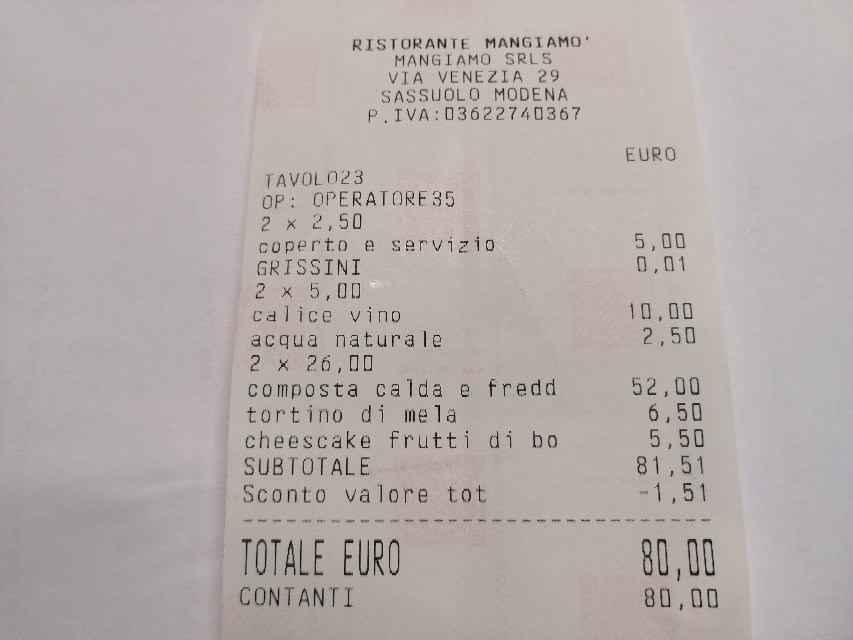 RISTORANTE MANGIAMO'
MANGIAMO SRLS
VIA VENEZIA 29
SASSUOLO MODENA
P.IVA:03622740367
EURO
TAVOLO23
OP: OPERATORE35
2 x 2,50
coperto e servizio 5,00
GRISSINI 0,01
2 x 5,00
calice vino 10,00
acqua naturale 2,50
2 x 26,00
composta calda e fredd 52,00
tortino di mela 6,50
cheescake frutti di bo 5,50
SUBTOTALE 81,51
Sconto valore tot -1,51
TOTALE EURO 80,00
CONTANTI 80,00